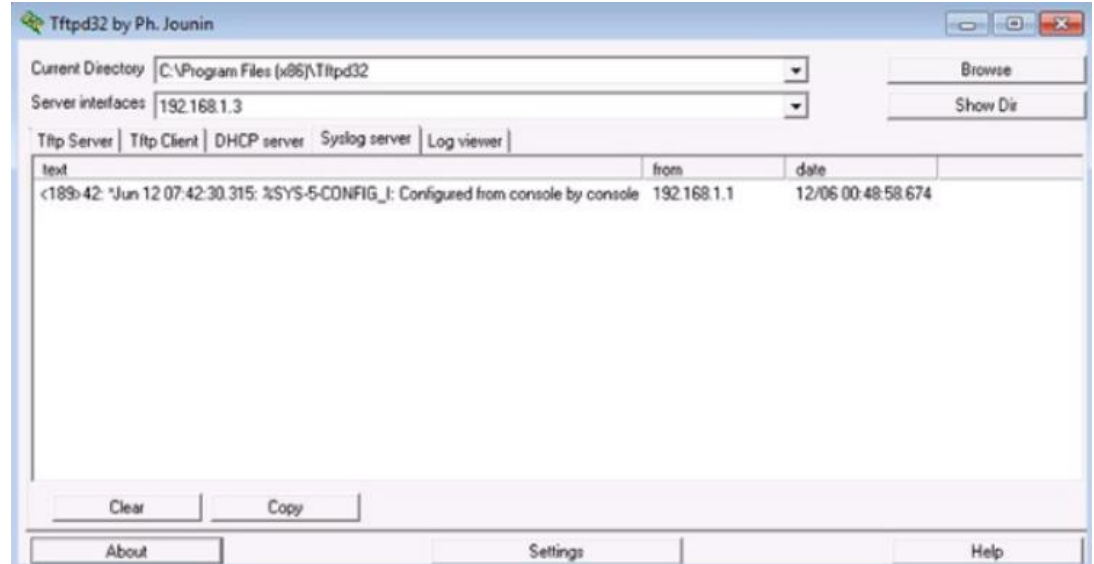 Tftpd32 by Ph. Jounin
Current Directory C:\Program Files (x86)\Tftpd32 Browse
Server interfaces 192.168.1.3 Show Dir
Tftp Server Tftp Client DHCP server Syslog server Log viewer
text from date
<189>42: *Jun 12 07:42:30.315: %SYS-5-CONFIG_I: Configured from console by console 192.168.1.1 12/06 00:48:58.674
Clear Copy
About Settings Help